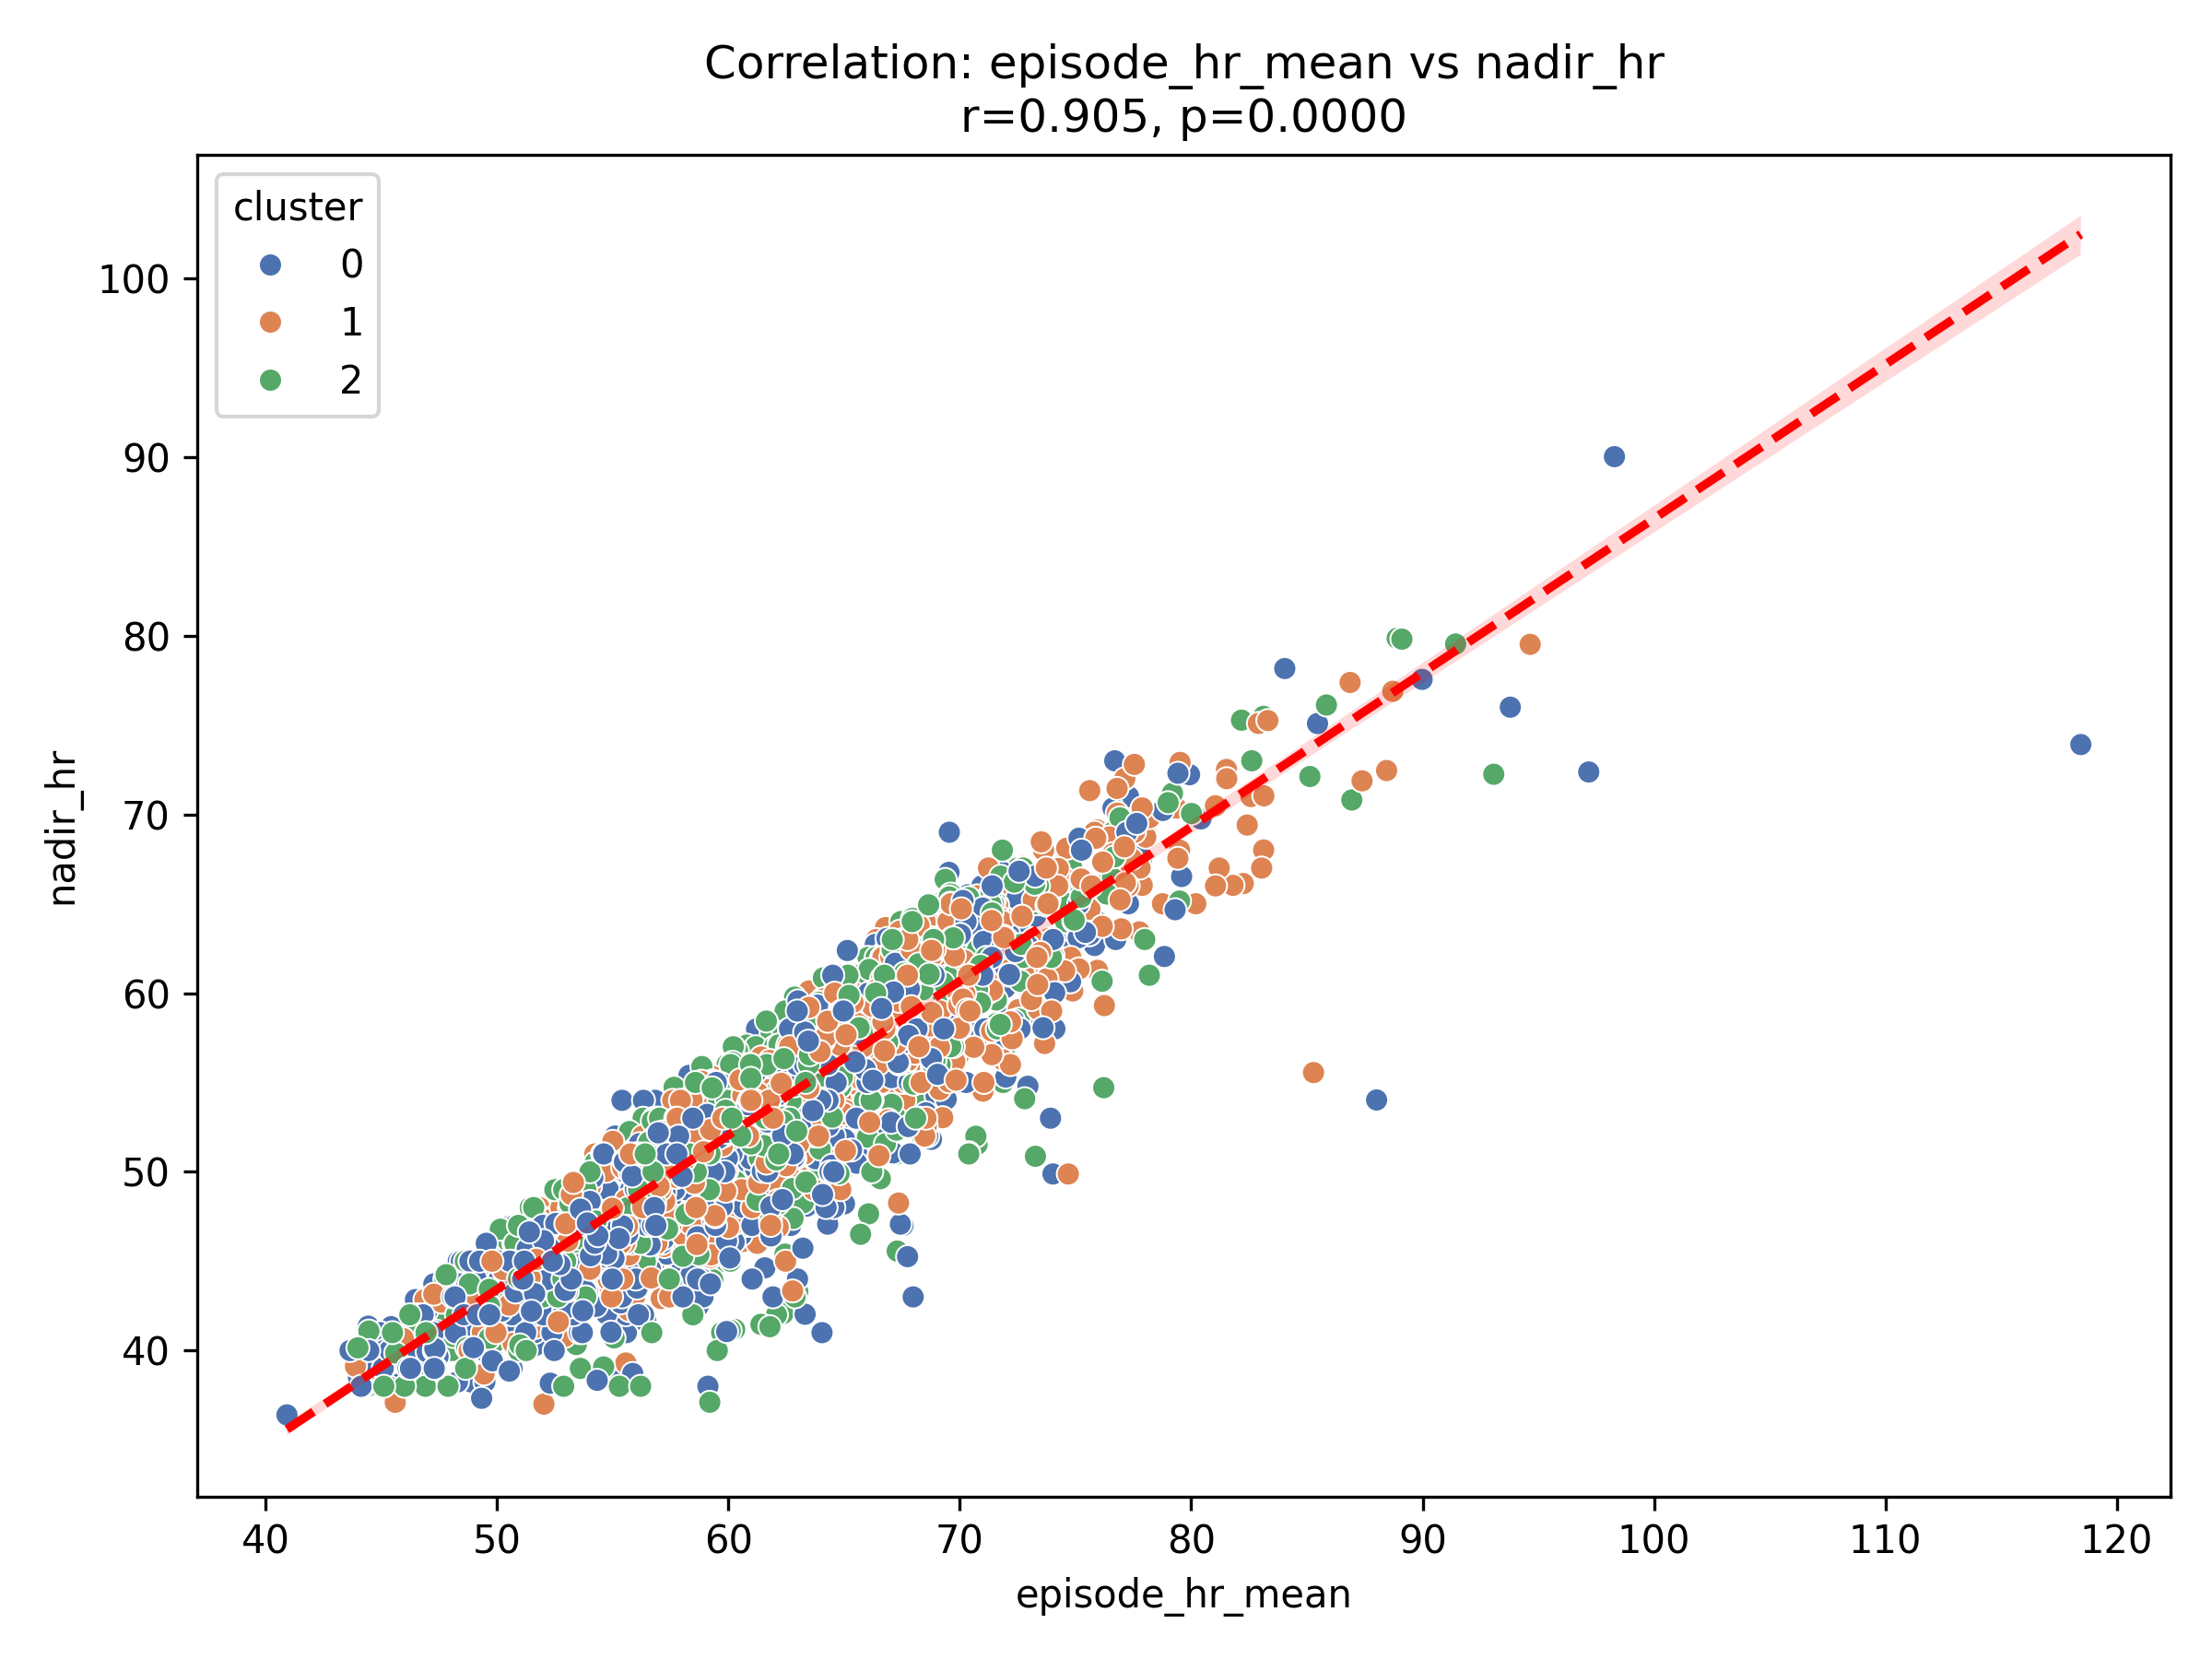 Correlation: episode_hr_mean vs nadir_hr
r=0.905, p=0.0000
cluster
0
1
2
100
90
80
70
60
50
40
nadir_hr
40 50 60 70 80 90 100 110 120
episode_hr_mean